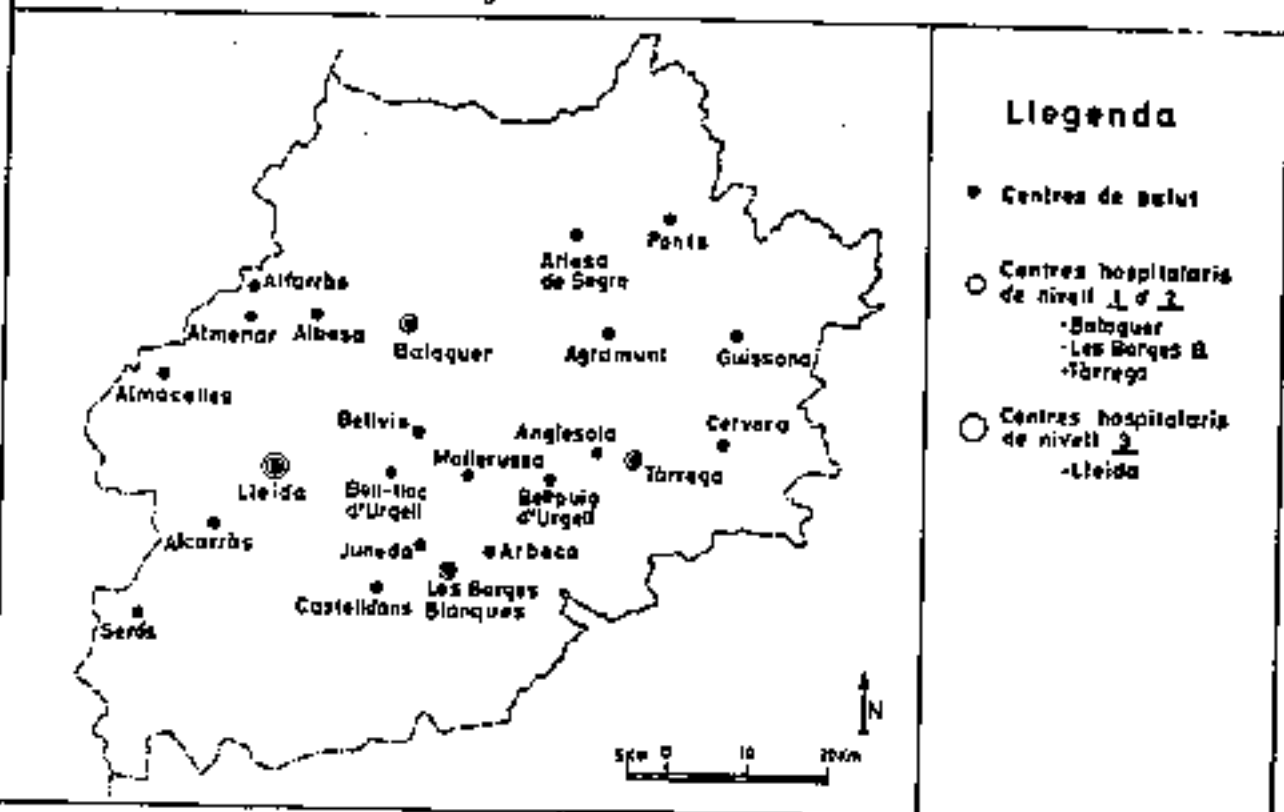 Llegenda
Centres de salut
Centres hospitalaris
de nivell 1 o 2
-Balaguer
-Les Borges B.
-Tàrrega
Centres hospitalaris
de nivell 3
-Lleida
Ponts
Artesa
de Segre
Alfarràs
Almenar
Albesa
Balaguer
Agramunt
Guissona
Almacelles
Bellvís
Anglesola
Cervera
Mollerussa
Tàrrega
Lleida
Bell-lloc
d'Urgell
Bellpuig
d'Urgell
Alcarràs
Juneda
Arbeca
Castelldans
Les Borges
Blanques
Seròs
N
5Km 0 10 20Km